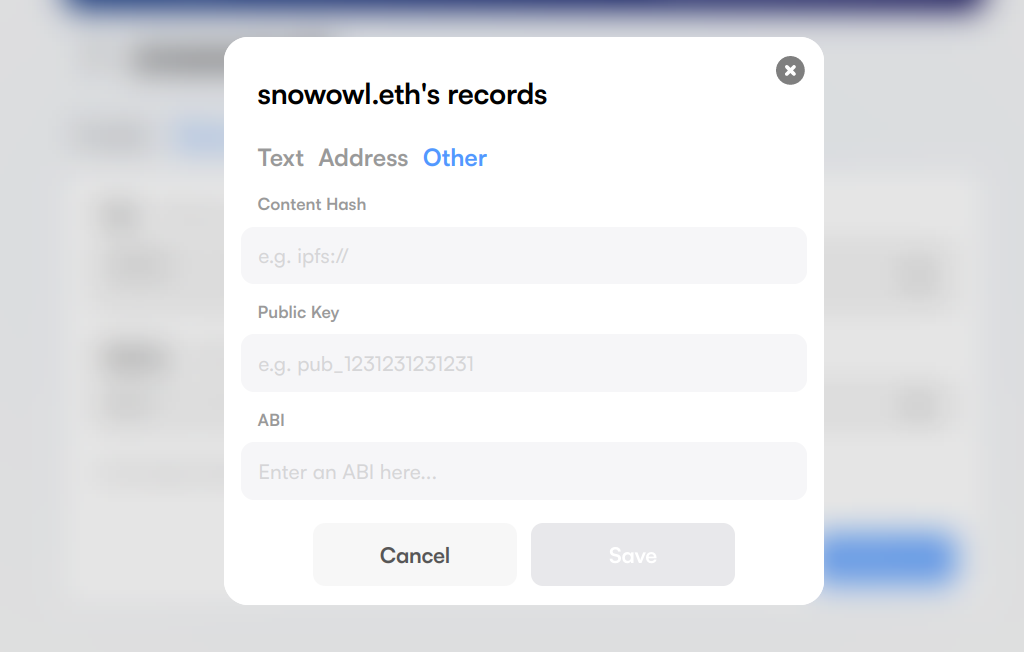 snowowl.eth's records
Text Address Other
Content Hash
e.g. ipfs://
Public Key
e.g. pub_1231231231231
ABI
Enter an ABI here...
Cancel Save